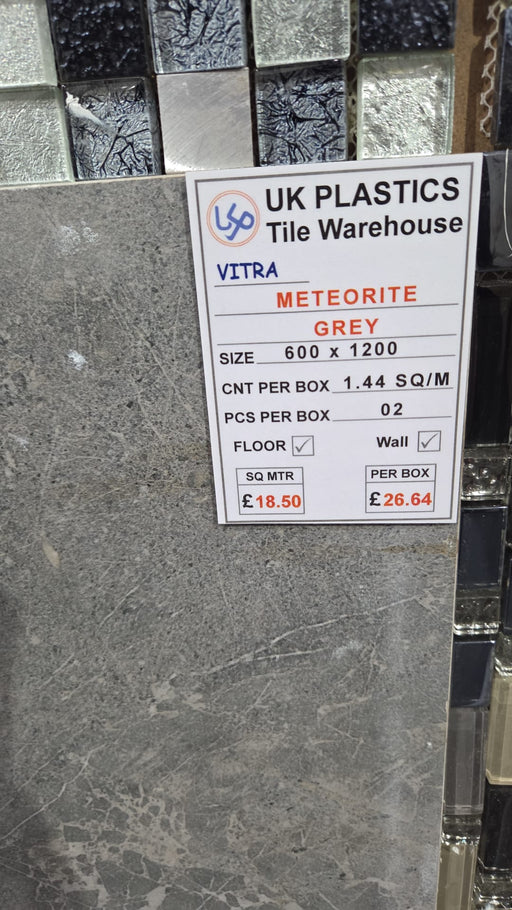 USP UK PLASTICS
Tile Warehouse
VITRA
METEORITE
GREY
SIZE 600 x 1200
CNT PER BOX 1.44 SQ/M
PCS PER BOX 02
FLOOR ✓ Wall ✓
SQ MTR PER BOX
£18.50 £26.64